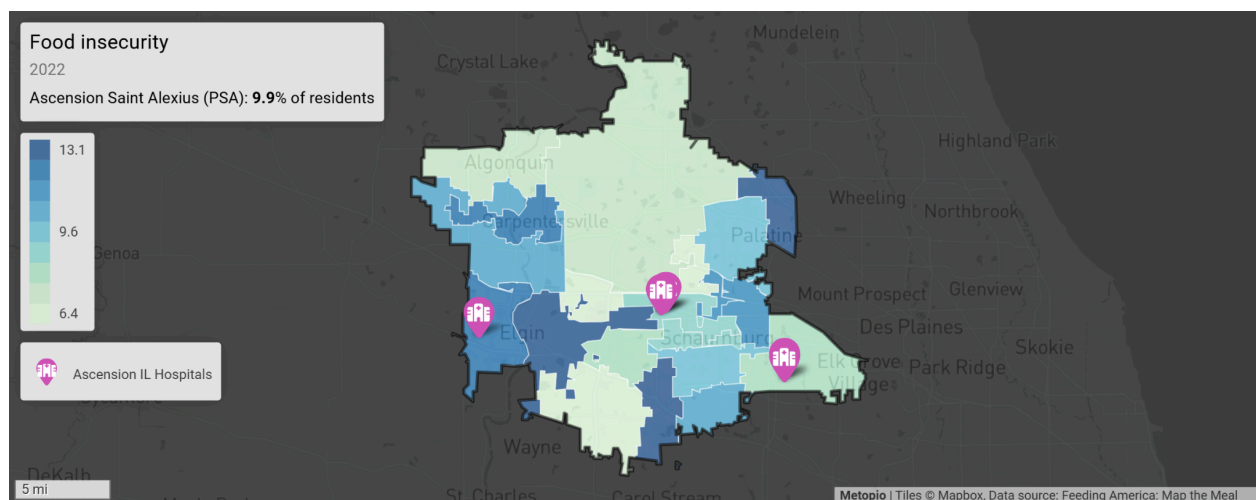 Food insecurity
2022
Ascension Saint Alexius (PSA): 9.9% of residents
13.1
9.6
6.4
Ascension IL Hospitals
5 mi
Mundelein
Crystal Lake
Highland Park
Algonquin
Wheeling
Northbrook
Carpentersville
Palatine
Genoa
Mount Prospect
Glenview
Elgin
Des Plaines
Schaumburg
Skokie
Elk Grove
Village
Park Ridge
Sycamore
Wayne
DeKalb
St. Charles
Carol Stream
Metopio | Tiles © Mapbox, Data source: Feeding America: Map the Meal